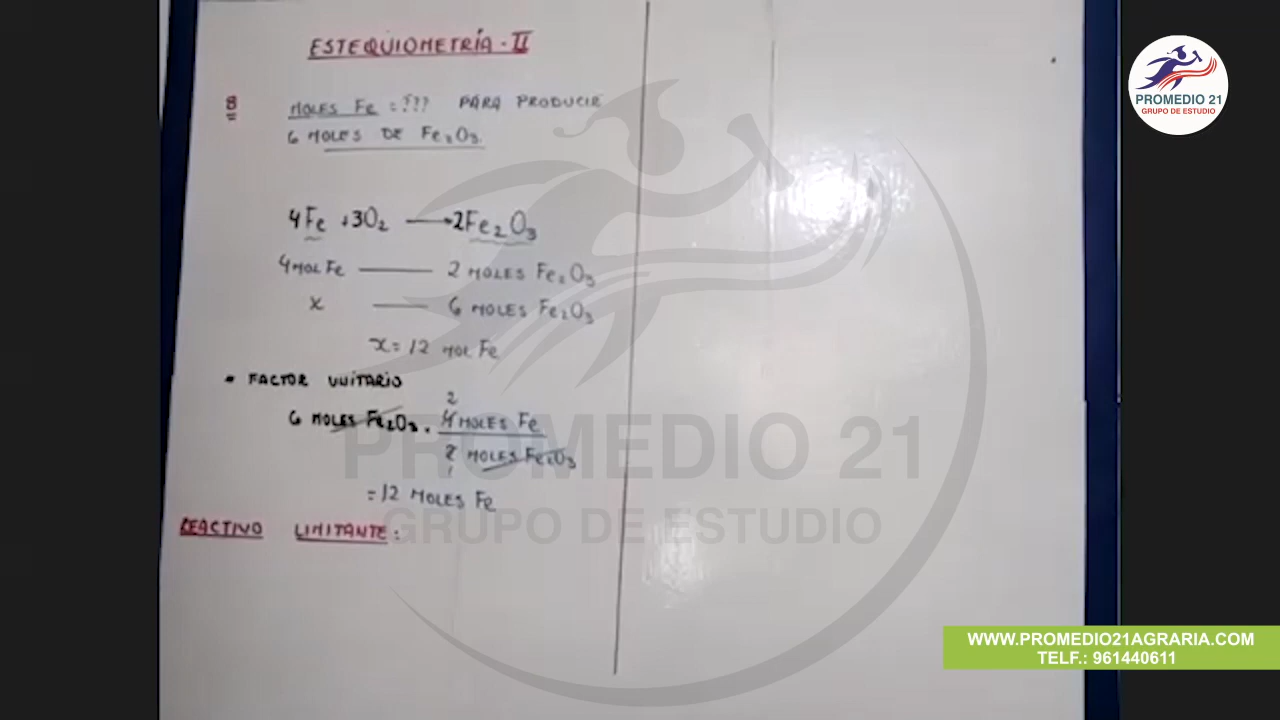 ESTEQUIOMETRÍA - II
8 MOLES Fe : ??? PARA PRODUCIR
6 MOLES DE Fe₂O₃.
4Fe + 3O₂ → 2Fe₂O₃
4 MOL Fe — 2 MOLES Fe₂O₃
x — 6 MOLES Fe₂O₃
x = 12 MOL Fe
- FACTOR UNITARIO
2
6 MOLES Fe₂O₃ . 4 MOLES Fe
2 MOLES Fe₂O₃
1
= 12 MOLES Fe
REACTIVO LIMITANTE :
PROMEDIO 21
GRUPO DE ESTUDIO
PROMEDIO 21
GRUPO DE ESTUDIO
WWW.PROMEDIO21AGRARIA.COM
TELF.: 961440611